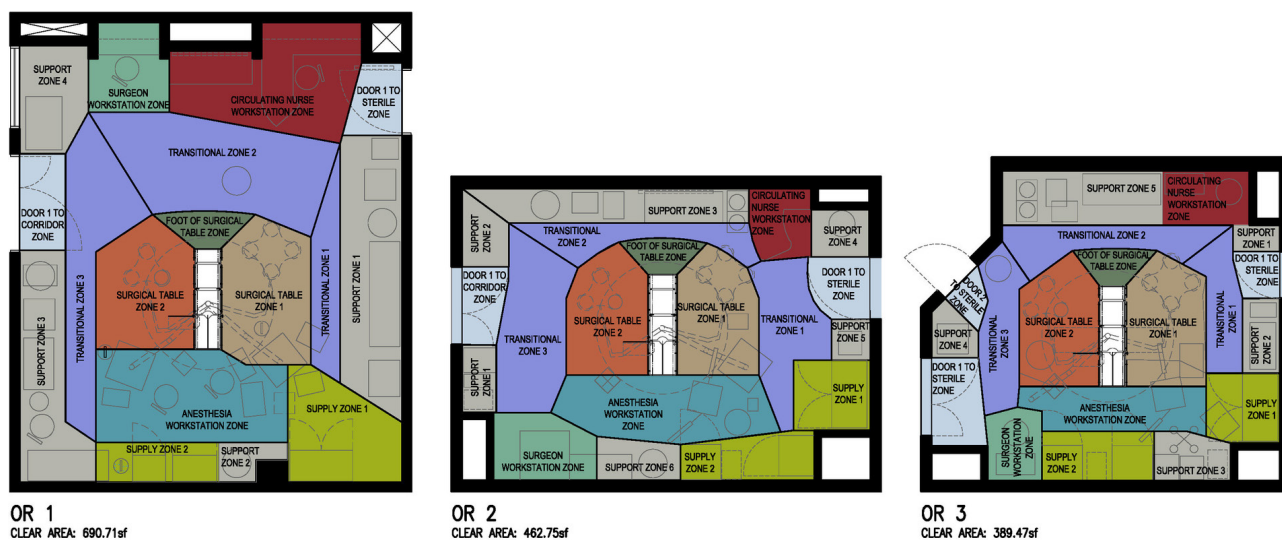 SUPPORT
ZONE 4
SURGEON
WORKSTATION ZONE
CIRCULATING NURSE
WORKSTATION ZONE
DOOR 1 TO
STERILE
ZONE
TRANSITIONAL ZONE 2
DOOR 1 TO
CORRIDOR
ZONE
FOOT OF SURGICAL
TABLE ZONE
SURGICAL TABLE
ZONE 2
SURGICAL TABLE
ZONE 1
TRANSITIONAL ZONE 1
SUPPORT ZONE 1
TRANSITIONAL ZONE 3
SUPPORT ZONE 3
ANESTHESIA
WORKSTATION ZONE
SUPPLY ZONE 1
SUPPLY ZONE 2
SUPPORT
ZONE 2
OR 1
CLEAR AREA: 690.71sf
SUPPORT
ZONE 2
SUPPORT ZONE 3
CIRCULATING
NURSE
WORKSTATION
ZONE
SUPPORT
ZONE 4
TRANSITIONAL
ZONE 2
FOOT OF SURGICAL
TABLE ZONE
DOOR 1 TO
CORRIDOR
ZONE
DOOR 1 TO
STERILE
ZONE
SURGICAL TABLE
ZONE 2
SURGICAL TABLE
ZONE 1
TRANSITIONAL
ZONE 1
SUPPORT
ZONE 5
TRANSITIONAL
ZONE 3
SUPPORT
ZONE 1
ANESTHESIA
WORKSTATION
ZONE
SUPPLY
ZONE 1
SURGEON
WORKSTATION ZONE
SUPPORT ZONE 6
SUPPLY
ZONE 2
OR 2
CLEAR AREA: 462.75sf
SUPPORT ZONE 5
CIRCULATING
NURSE
WORKSTATION
ZONE
TRANSITIONAL ZONE 2
SUPPORT
ZONE 1
FOOT OF SURGICAL
TABLE ZONE
DOOR 1 TO
STERILE
ZONE
DOOR 2
TO STERILE
ZONE
SURGICAL TABLE
ZONE 2
SURGICAL TABLE
ZONE 1
TRANSITIONAL
ZONE 1
SUPPORT
ZONE 2
SUPPORT
ZONE 4
TRANSITIONAL
ZONE 3
DOOR 1 TO
STERILE
ZONE
ANESTHESIA
WORKSTATION ZONE
SUPPLY
ZONE 1
SURGEON
WORKSTATION
ZONE
SUPPLY
ZONE 2
SUPPORT ZONE 3
OR 3
CLEAR AREA: 389.47sf